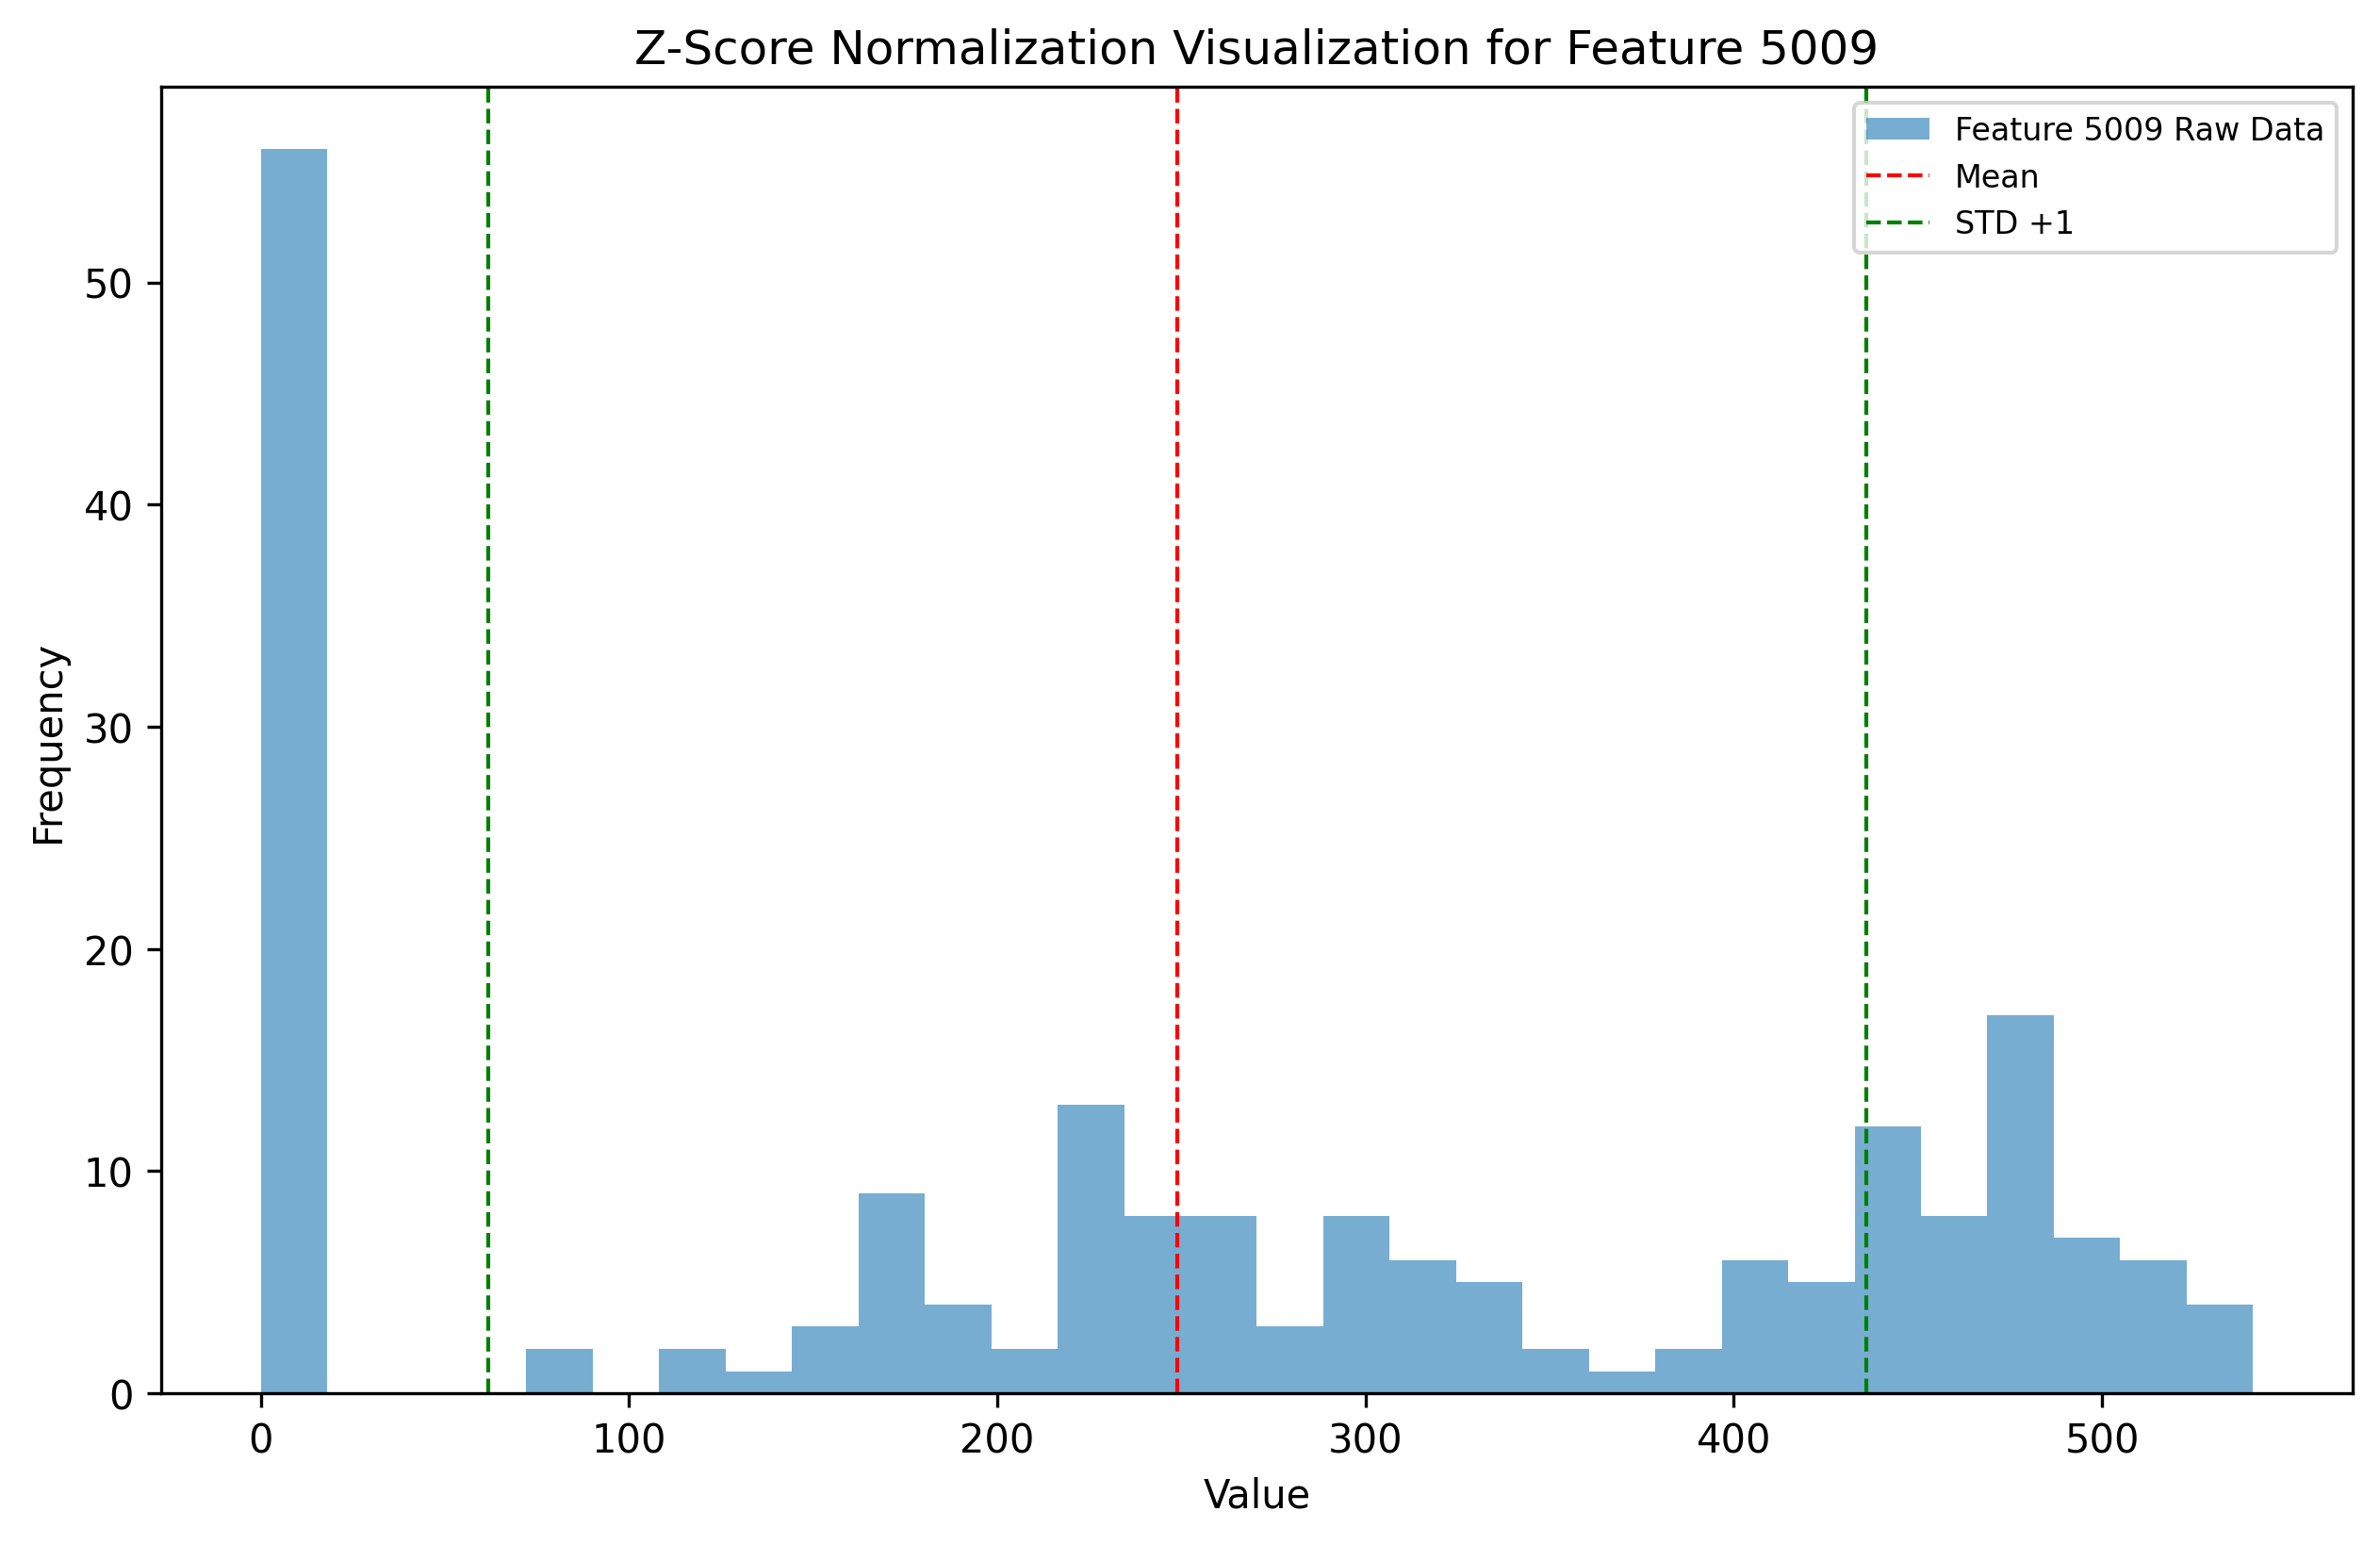 Z-Score Normalization Visualization for Feature 5009
Feature 5009 Raw Data
Mean
STD +1
Frequency
50
40
30
20
10
0
0 100 200 300 400 500
Value